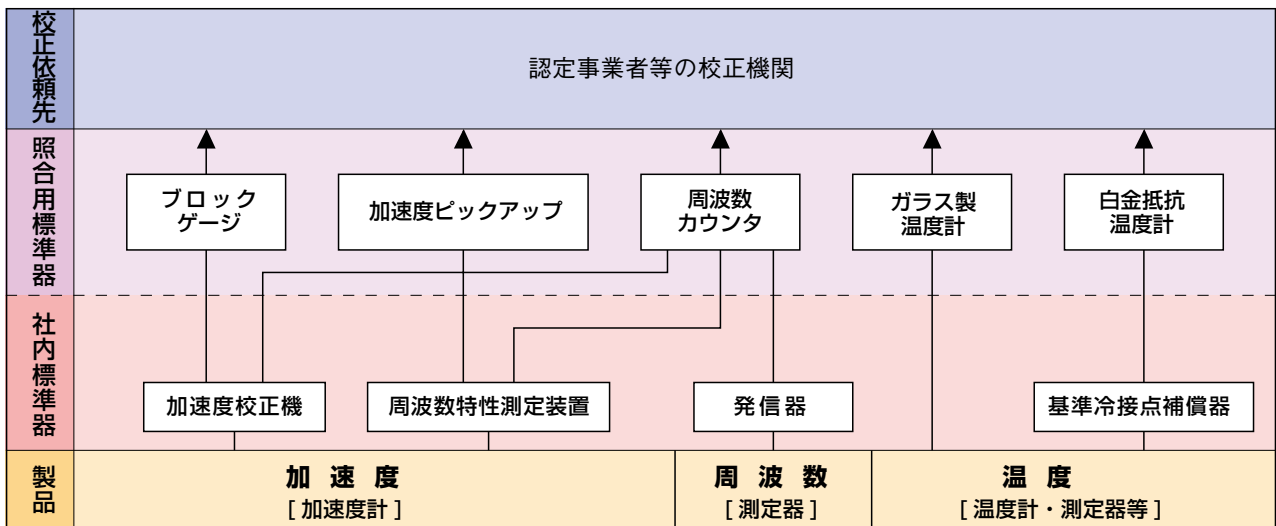 校正依頼先
認定事業者等の校正機関
照合用標準器
ブロック
ゲージ
加速度ピックアップ
周波数
カウンタ
ガラス製
温度計
白金抵抗
温度計
社内標準器
加速度校正機
周波数特性測定装置
発信器
基準冷接点補償器
製品
加速度
[加速度計]
周波数
[測定器]
温度
[温度計・測定器等]